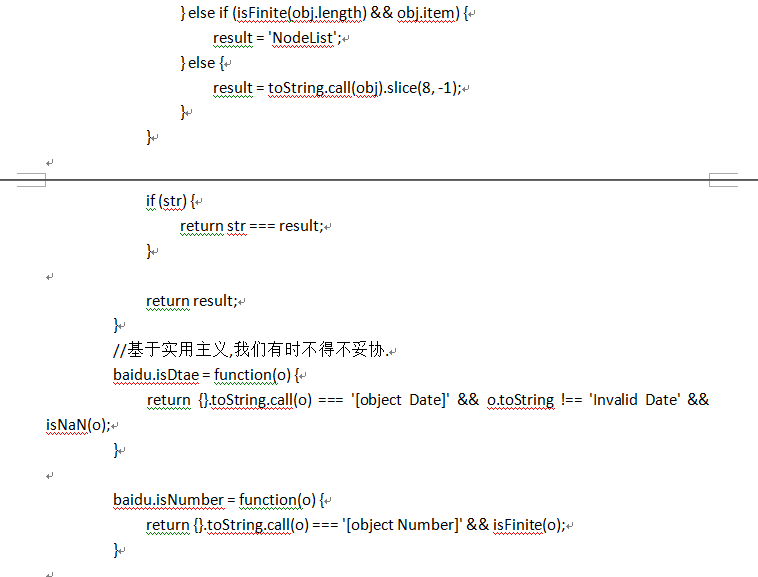 } else if (isFinite(obj.length) && obj.item) {
result = 'NodeList';
} else {
result = toString.call(obj).slice(8, -1);
}
}
if (str) {
return str === result;
}
return result;
}
//基于实用主义,我们有时不得不妥协.
baidu.isDtae = function(o) {
return {}.toString.call(o) === '[object Date]' && o.toString !== 'Invalid Date' &&
isNaN(o);
}
baidu.isNumber = function(o) {
return {}.toString.call(o) === '[object Number]' && isFinite(o);
}